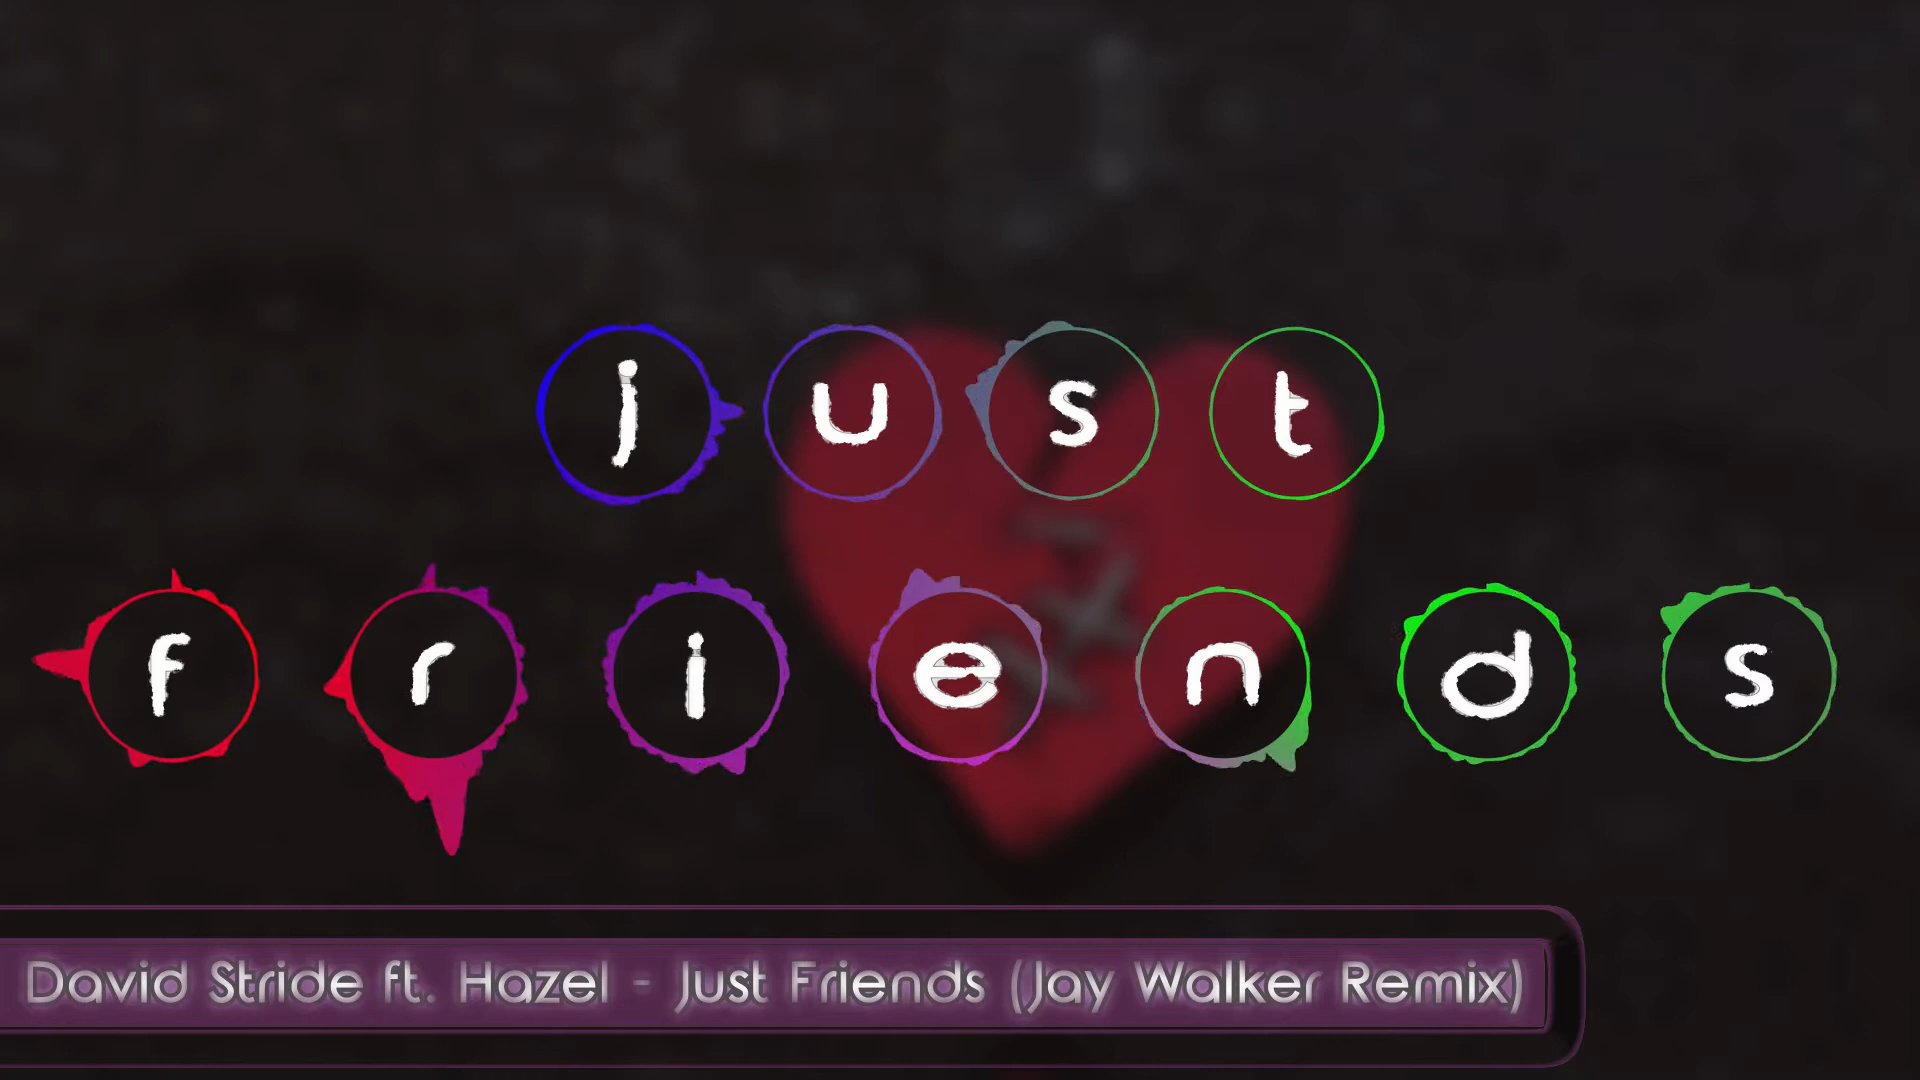 just
friends
David Stride ft. Hazel - Just Friends (Jay Walker Remix)